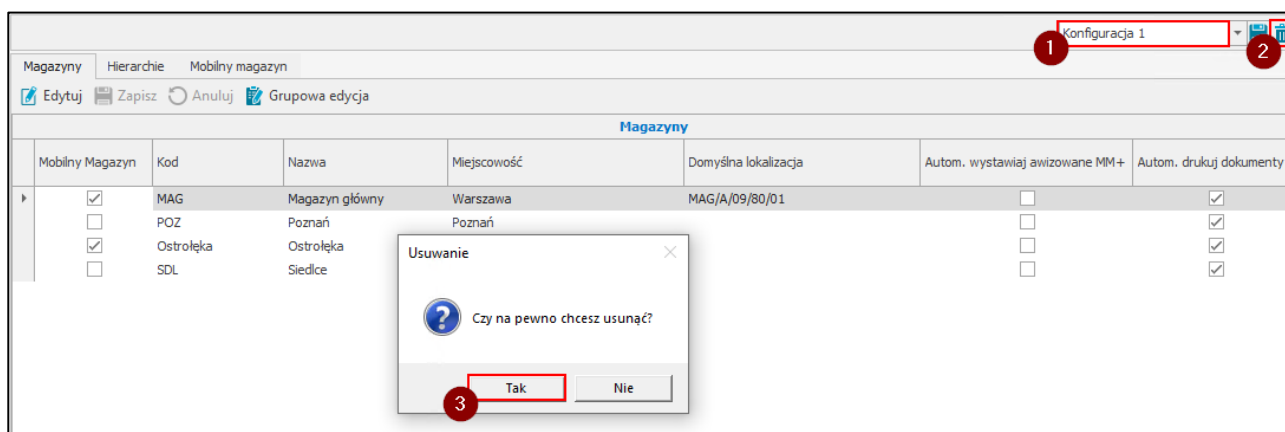 Konfiguracja 1
1
2
Magazyny Hierarchie Mobilny magazyn
Edytuj Zapisz Anuluj Grupowa edycja
Magazyny
Mobilny Magazyn Kod Nazwa Miejscowość Domyślna lokalizacja Autom. wystawiaj awizowane MM+ Autom. drukuj dokumenty
MAG Magazyn główny Warszawa MAG/A/09/80/01
POZ Poznań Poznań
Ostrołęka Ostrołęka
SDL Siedlce
Usuwanie
Czy na pewno chcesz usunąć?
Tak Nie
3